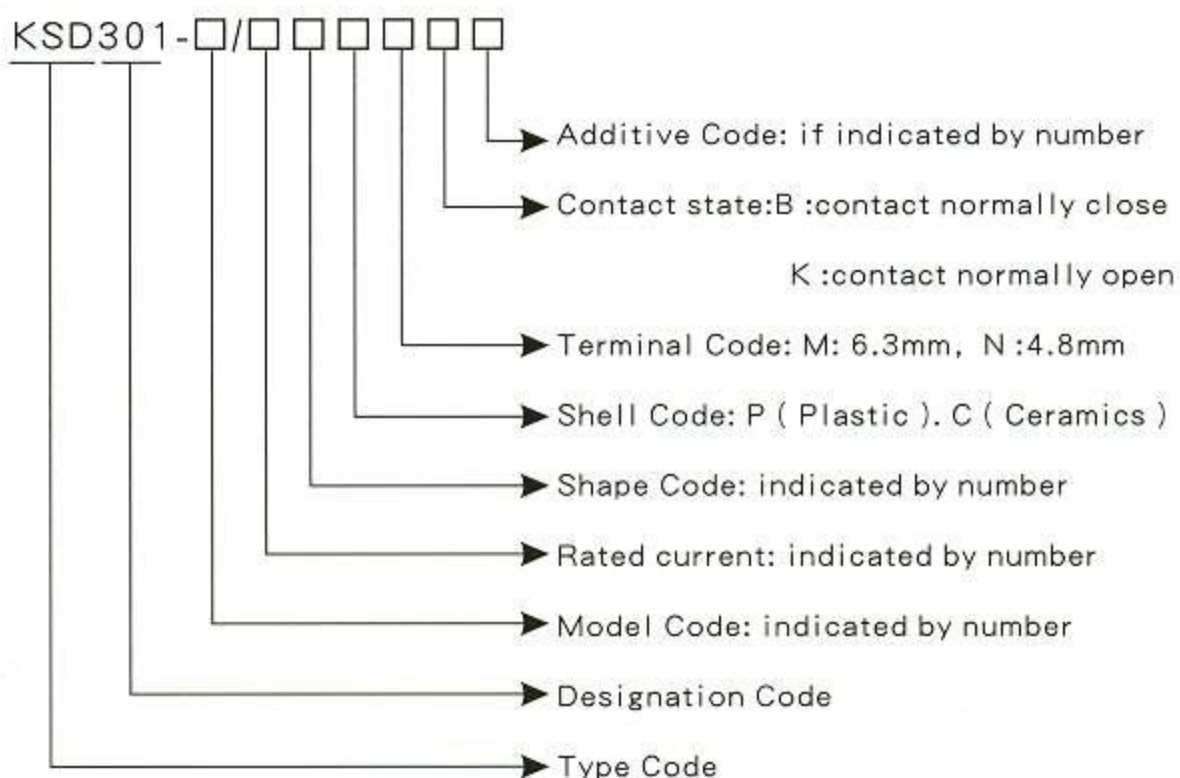 KSD301-□/□□□□□□
Additive Code: if indicated by number
Contact state:B :contact normally close
K :contact normally open
Terminal Code: M: 6.3mm, N :4.8mm
Shell Code: P ( Plastic ). C ( Ceramics )
Shape Code: indicated by number
Rated current: indicated by number
Model Code: indicated by number
Designation Code
Type Code